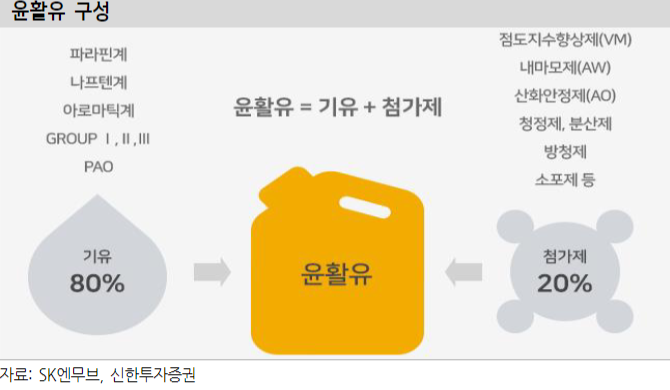 윤활유 구성
파라핀계
나프텐계
아로마틱계
GROUP Ⅰ,Ⅱ,Ⅲ
PAO
기유
80%
윤활유 = 기유 + 첨가제
윤활유
점도지수향상제(VM)
내마모제(AW)
산화안정제(AO)
청정제, 분산제
방청제
소포제 등
첨가제
20%
자료: SK엔무브, 신한투자증권